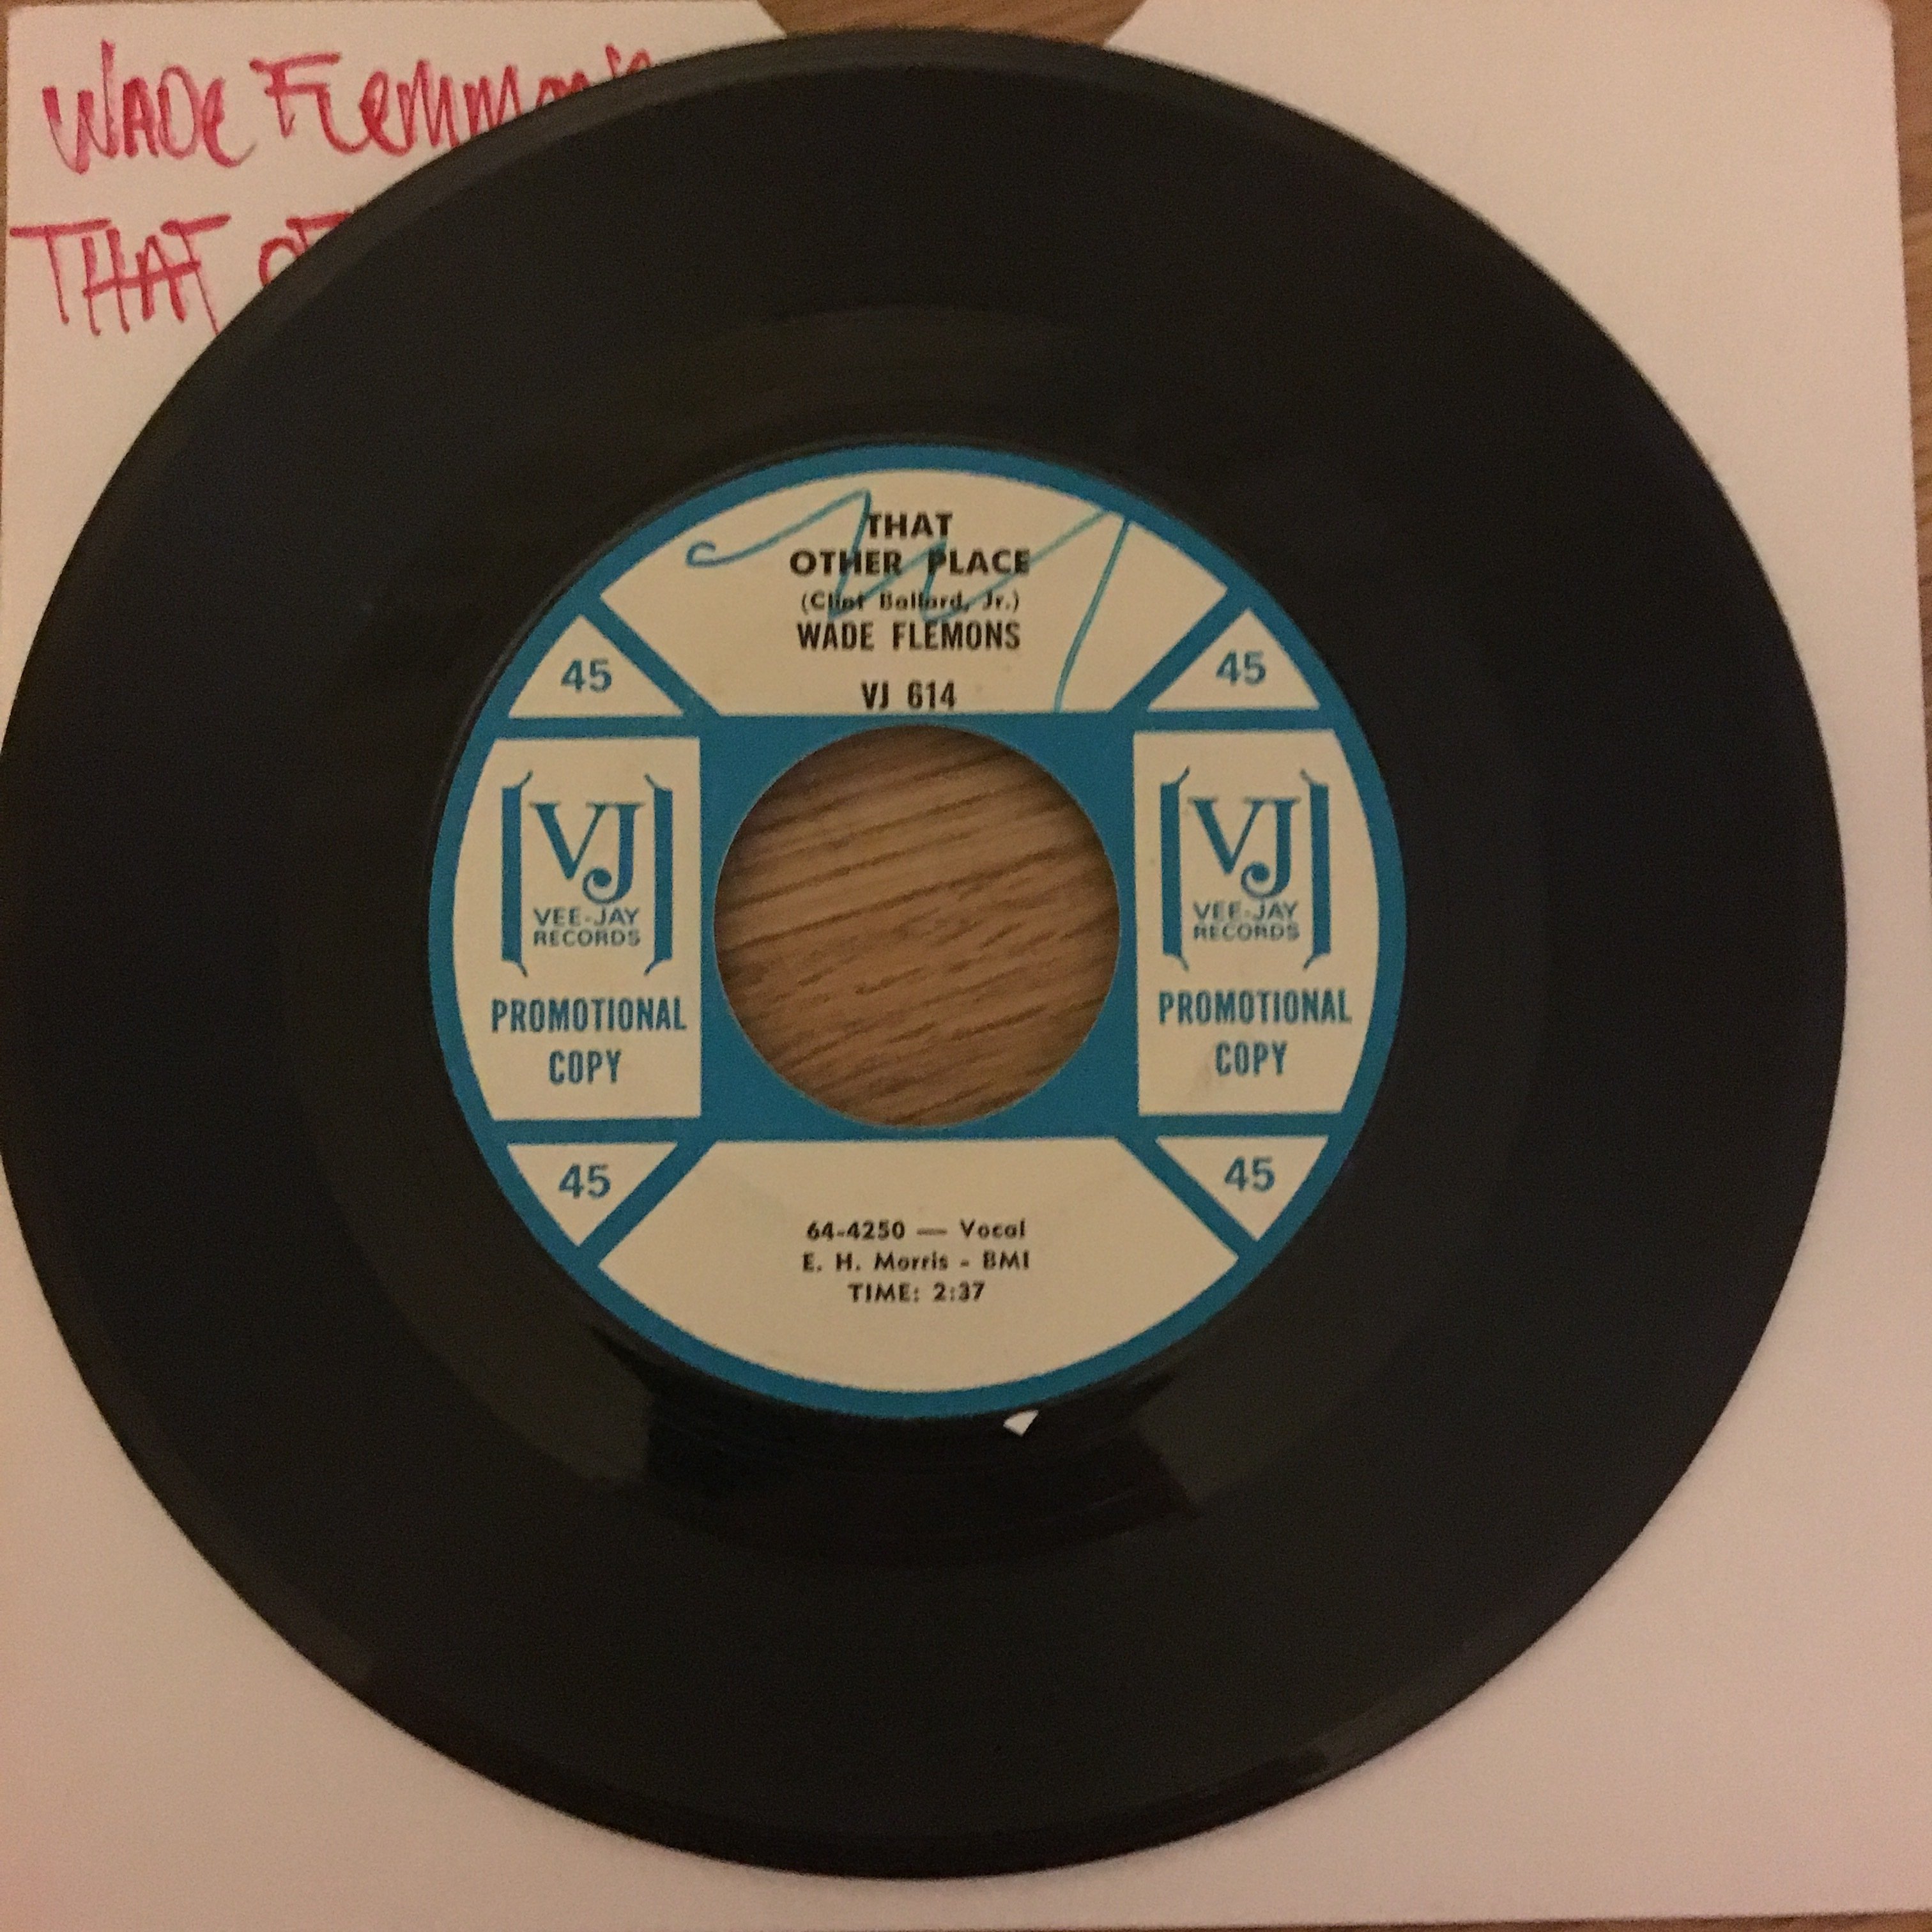 WADE
THAT
THAT
OTHER PLACE
(Clint Ballard, Jr.)
WADE FLEMONS
VJ 614
45
45
VJ
VEE-JAY
RECORDS
PROMOTIONAL
COPY
VJ
VEE-JAY
RECORDS
PROMOTIONAL
COPY
45
45
64-4250 — Vocal
E. H. Morris - BMI
TIME: 2:37